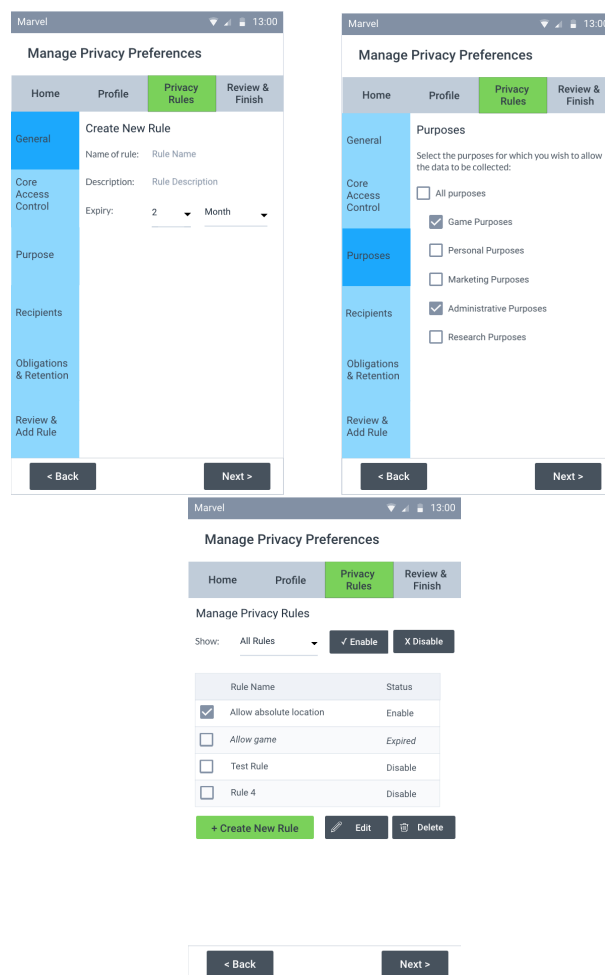 Marvel 13:00
Manage Privacy Preferences
Home Profile Privacy Rules Review & Finish
General
Core Access Control
Purpose
Recipients
Obligations & Retention
Review & Add Rule
Create New Rule
Name of rule: Rule Name
Description: Rule Description
Expiry: 2 Month
< Back Next >
Marvel 13:00
Manage Privacy Preferences
Home Profile Privacy Rules Review & Finish
General
Core Access Control
Purposes
Recipients
Obligations & Retention
Review & Add Rule
Purposes
Select the purposes for which you wish to allow
the data to be collected:
All purposes
Game Purposes
Personal Purposes
Marketing Purposes
Administrative Purposes
Research Purposes
< Back Next >
Marvel 13:00
Manage Privacy Preferences
Home Profile Privacy Rules Review & Finish
Manage Privacy Rules
Show: All Rules ✓ Enable X Disable
Rule Name Status
Allow absolute location Enable
Allow game Expired
Test Rule Disable
Rule 4 Disable
+ Create New Rule Edit Delete
< Back Next >